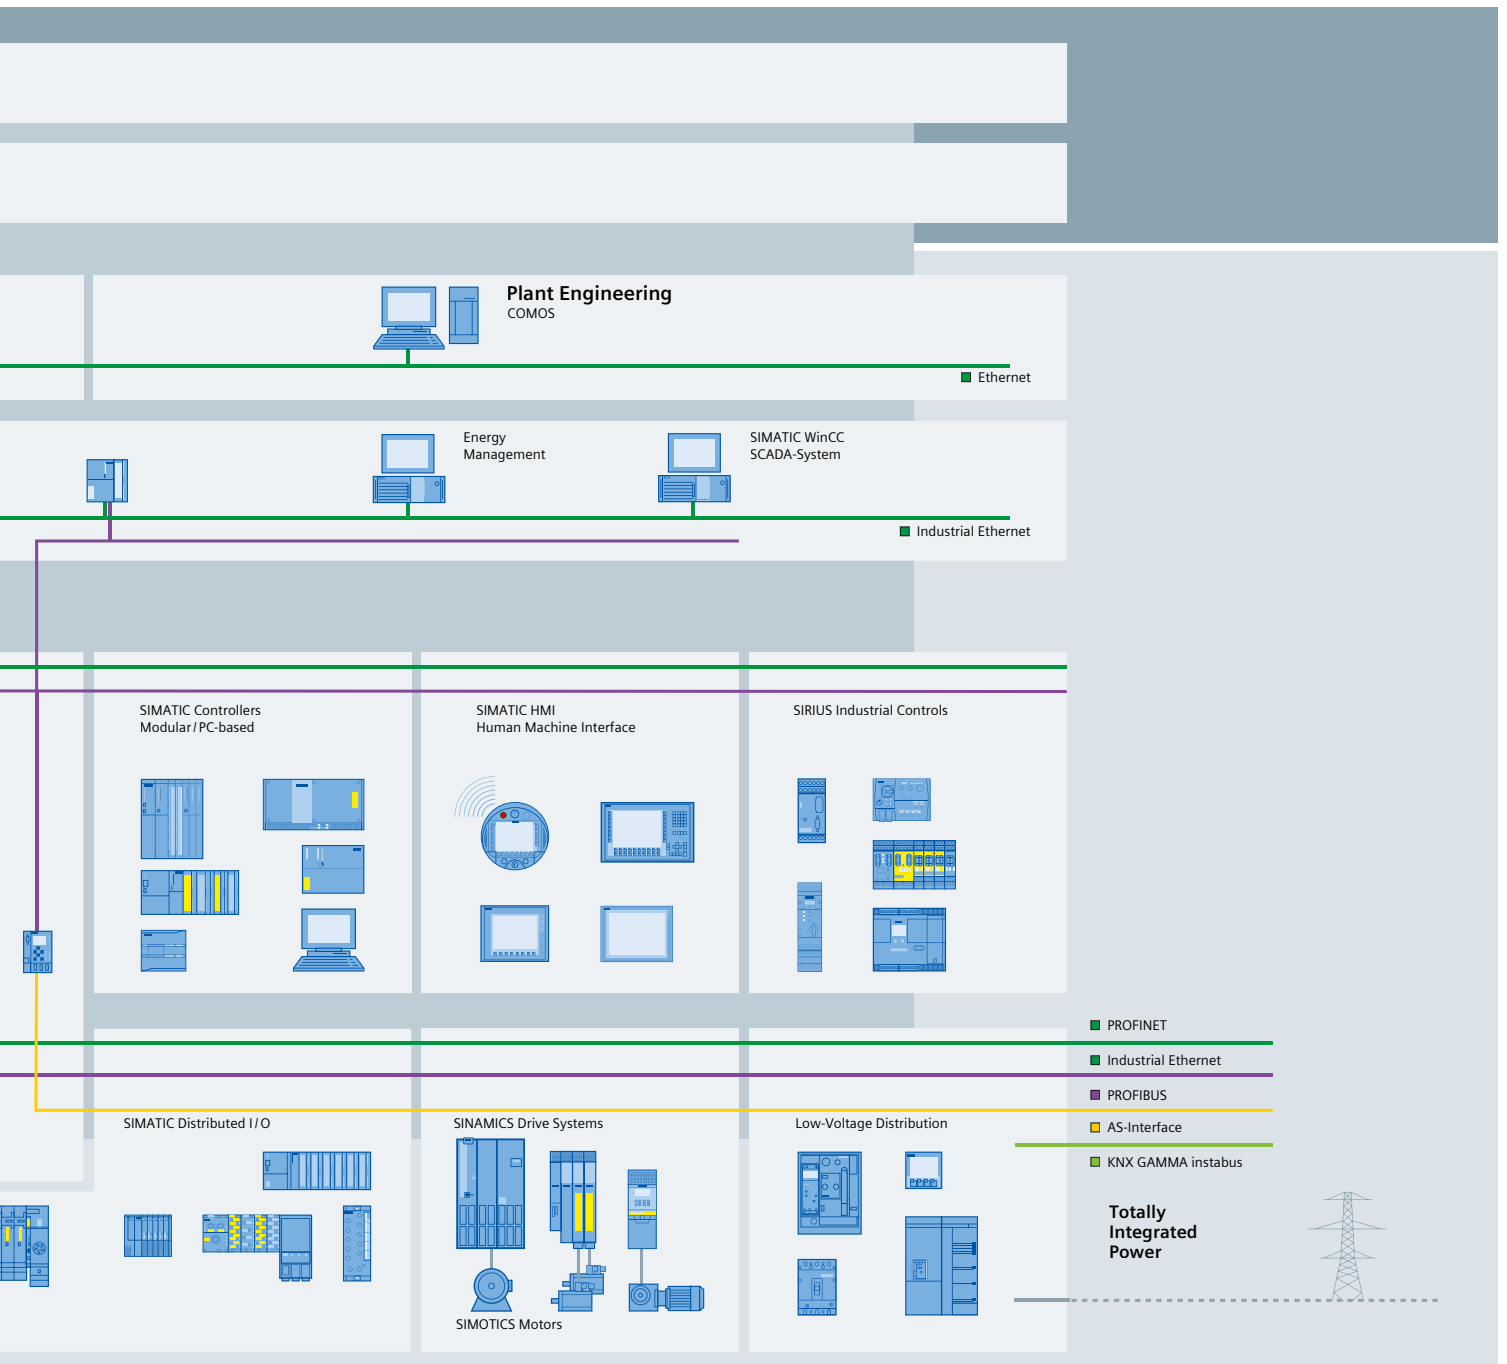 Plant Engineering
COMOS
Ethernet
Energy
Management
SIMATIC WinCC
SCADA-System
Industrial Ethernet
SIMATIC Controllers
Modular/PC-based
SIMATIC HMI
Human Machine Interface
SIRIUS Industrial Controls
PROFINET
Industrial Ethernet
PROFIBUS
AS-Interface
KNX GAMMA instabus
SIMATIC Distributed I/O
SINAMICS Drive Systems
Low-Voltage Distribution
Totally
Integrated
Power
SIMOTICS Motors